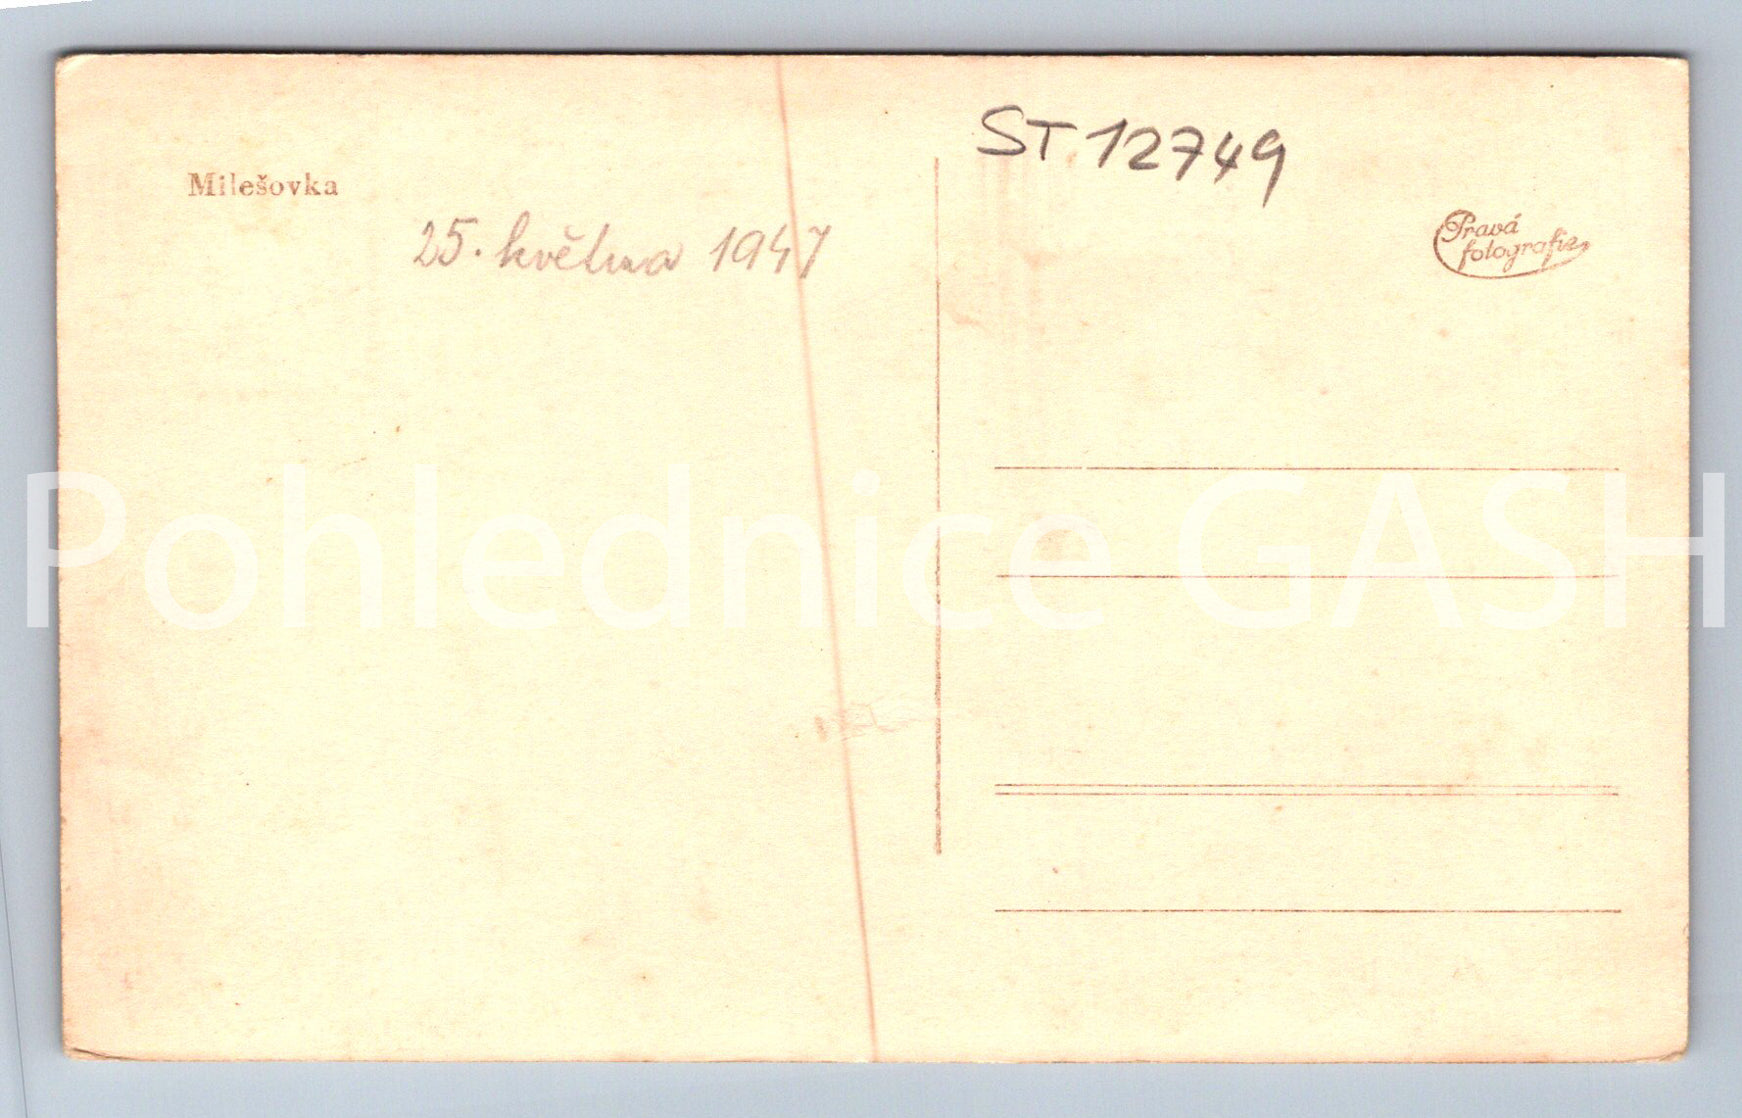 ST 12749
Milešovka
25. května 1947
Pravá
fotografie
Pohlednice GASH